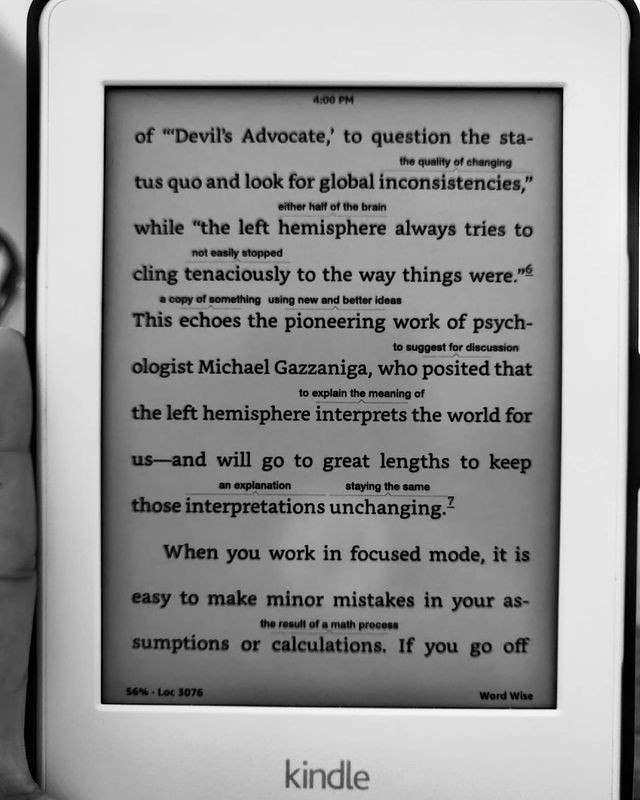 4:00 PM
of “‘Devil’s Advocate,’ to question the sta-
the quality of changing
tus quo and look for global inconsistencies,”
either half of the brain
while “the left hemisphere always tries to
not easily stopped
cling tenaciously to the way things were.”6
a copy of something using new and better ideas
This echoes the pioneering work of psych-
to suggest for discussion
ologist Michael Gazzaniga, who posited that
to explain the meaning of
the left hemisphere interprets the world for
us—and will go to great lengths to keep
an explanation staying the same
those interpretations unchanging.7
When you work in focused mode, it is
easy to make minor mistakes in your as-
the result of a math process
sumptions or calculations. If you go off
56% · Loc 3076 Word Wise
kindle